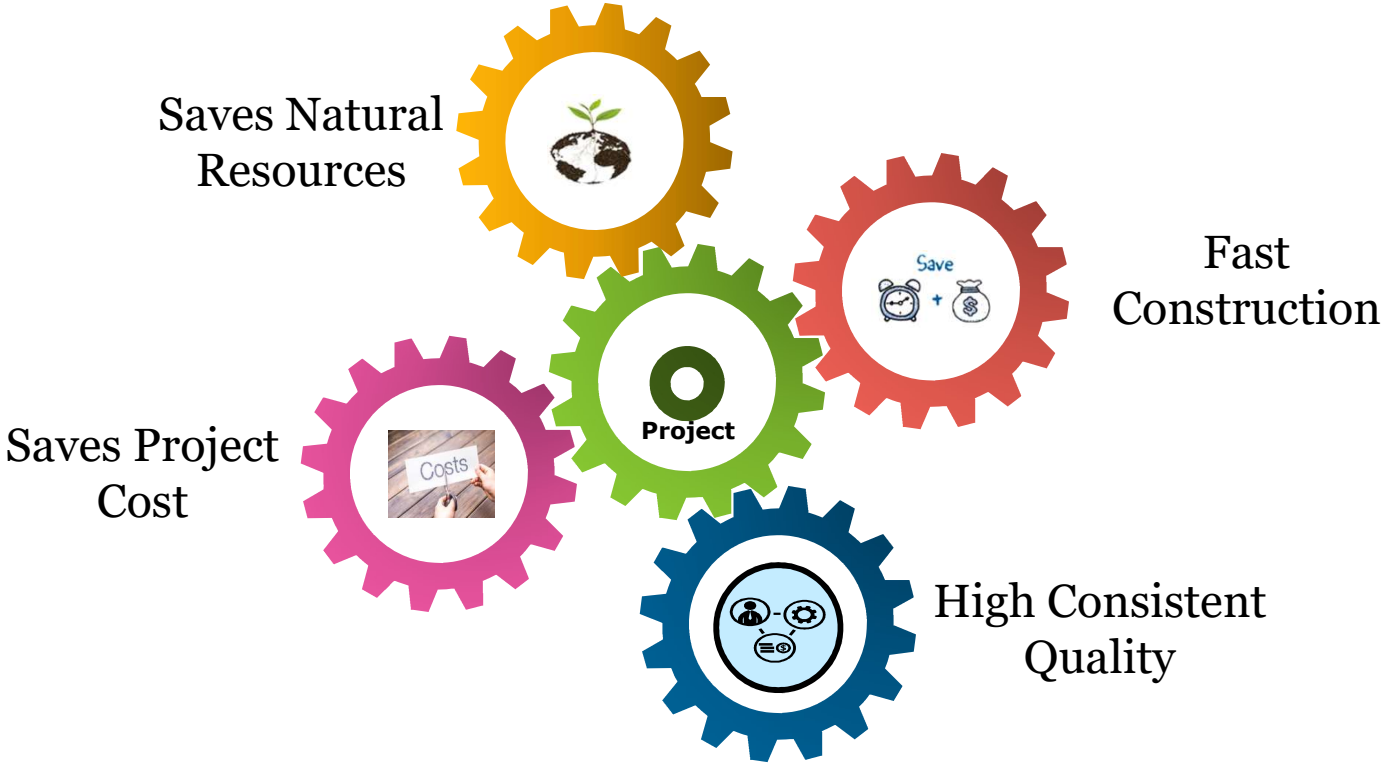 Saves Natural
Resources
Save
+
$
Fast
Construction
Project
Saves Project
Cost
Costs
High Consistent
Quality
$